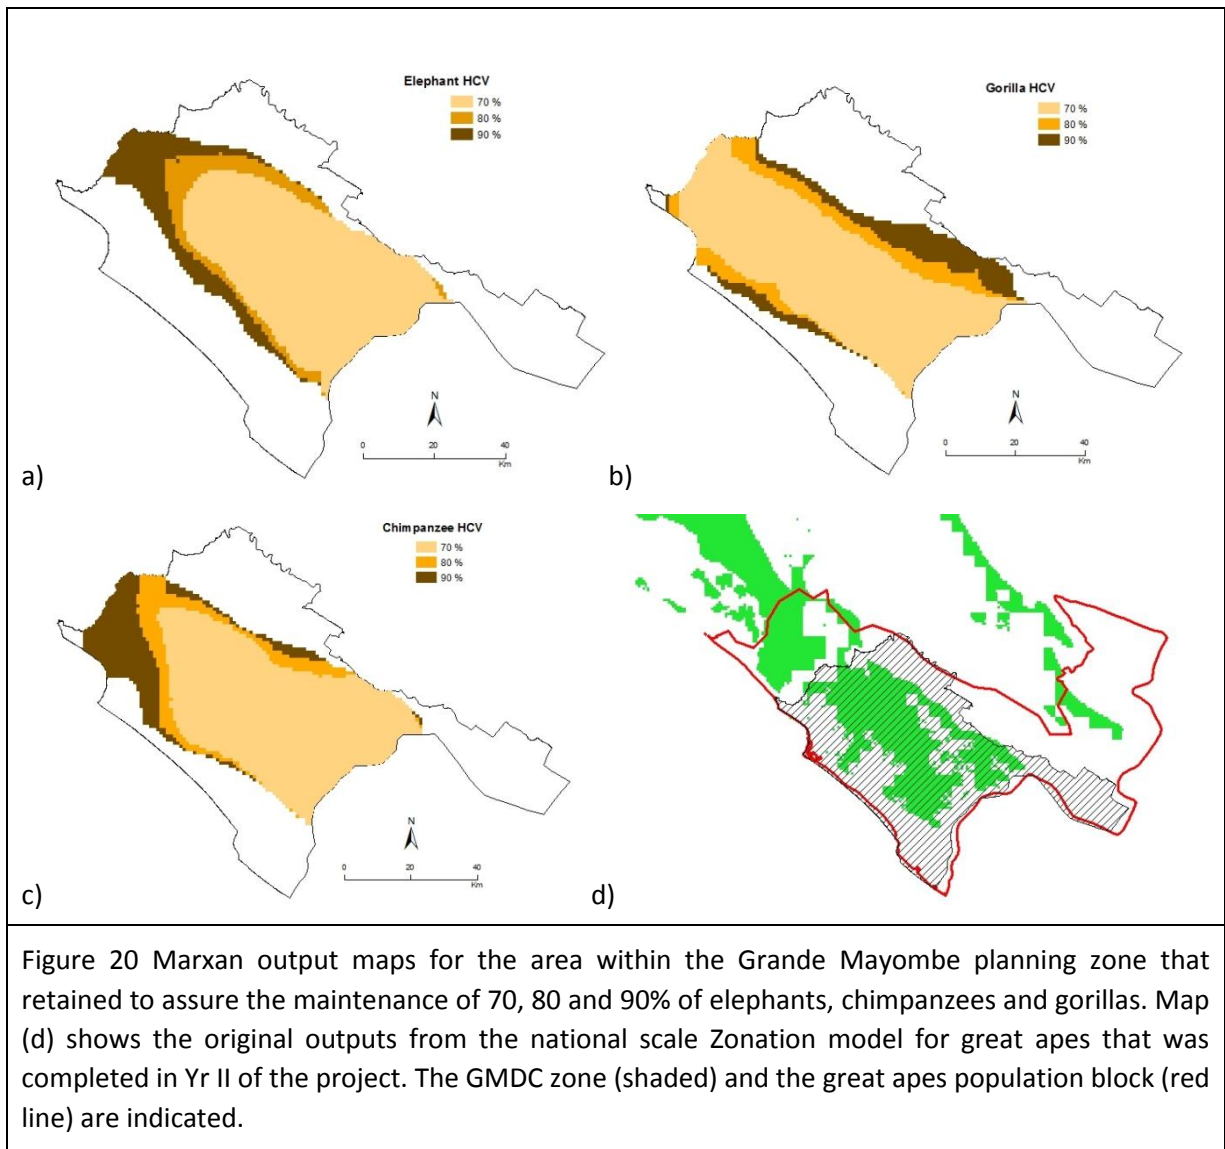 Elephant HCV
70 %
80 %
90 %
N
0 20 40
Km
a)
Gorilla HCV
70 %
80 %
90 %
N
0 20 40
Km
b)
Chimpanzee HCV
70 %
80 %
90 %
N
0 20 40
Km
c)
d)
Figure 20 Marxan output maps for the area within the Grande Mayombe planning zone that
retained to assure the maintenance of 70, 80 and 90% of elephants, chimpanzees and gorillas. Map
(d) shows the original outputs from the national scale Zonation model for great apes that was
completed in Yr II of the project. The GMDC zone (shaded) and the great apes population block (red
line) are indicated.